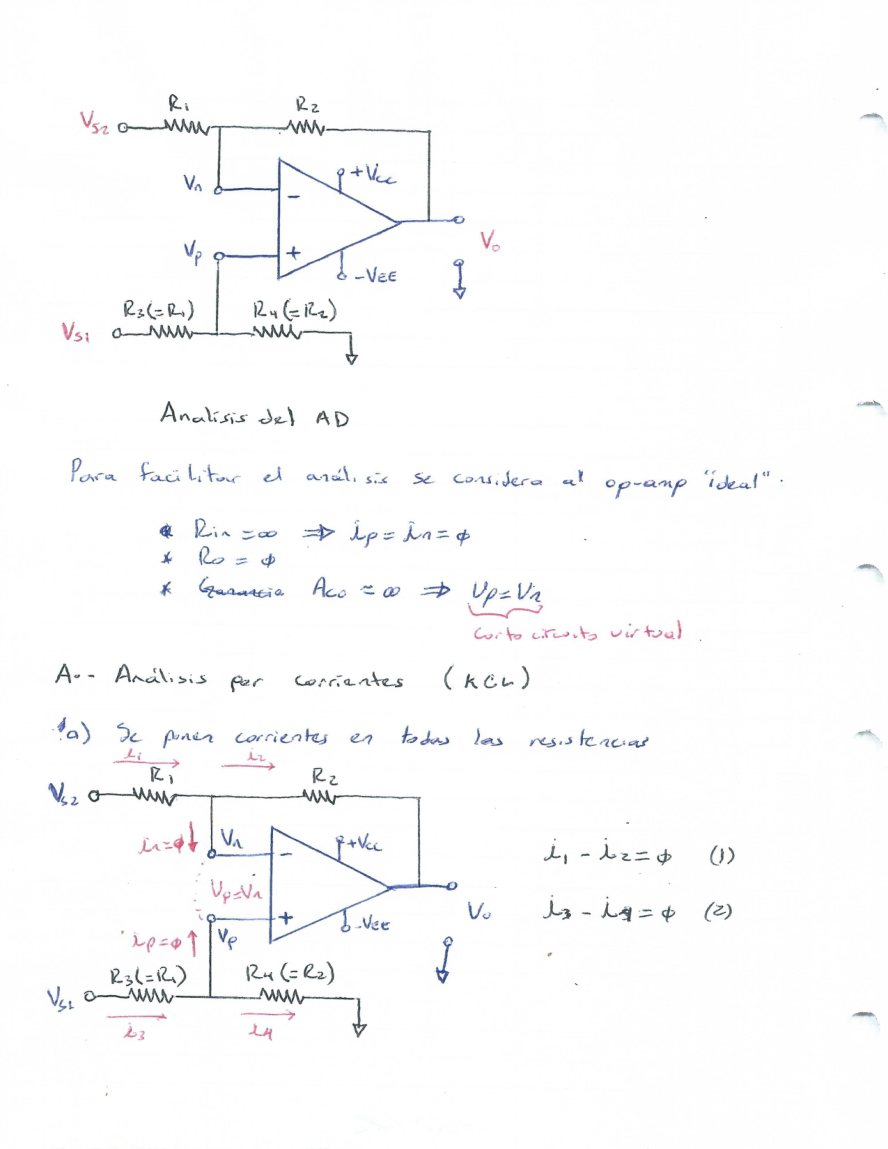 R1 R2
VS2
Vn +Vcc
−
Vp + −VEE Vo
R3(=R1) R4(=R2)
VS1
Analisis del AD
Para facilitar el análisis se considera al op-amp "ideal".
* Rin = ∞ ⇒ ip = in = ϕ
* Ro = ϕ
* Aco ≈ ∞ ⇒ Vp = Vn
corto circuito virtual.
A.- Análisis por corrientes (KCL)
1a) Se ponen corrientes en todas las resistencias
i1 i2
R1 R2
VS2
in=ϕ Vn +Vcc
− i1 - i2 = ϕ (1)
Vp=Vn
+ −VEE Vo i3 - i4 = ϕ (2)
ip=ϕ Vp
R3(=R1) R4(=R2)
VS1
i3 i4